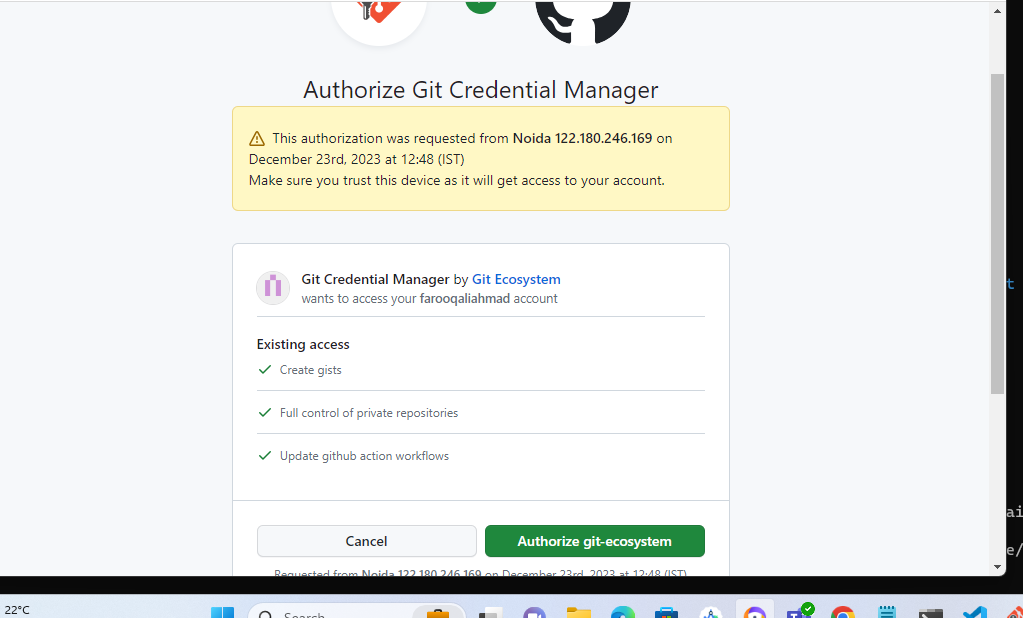 Authorize Git Credential Manager
This authorization was requested from Noida 122.180.246.169 on
December 23rd, 2023 at 12:48 (IST)
Make sure you trust this device as it will get access to your account.
Git Credential Manager by Git Ecosystem
wants to access your farooqaliahmad account
Existing access
Create gists
Full control of private repositories
Update github action workflows
Cancel
Authorize git-ecosystem
Requested from Noida 122.180.246.169 on December 23rd, 2023 at 12:48 (IST)
t
ai
e/
22°C
Search